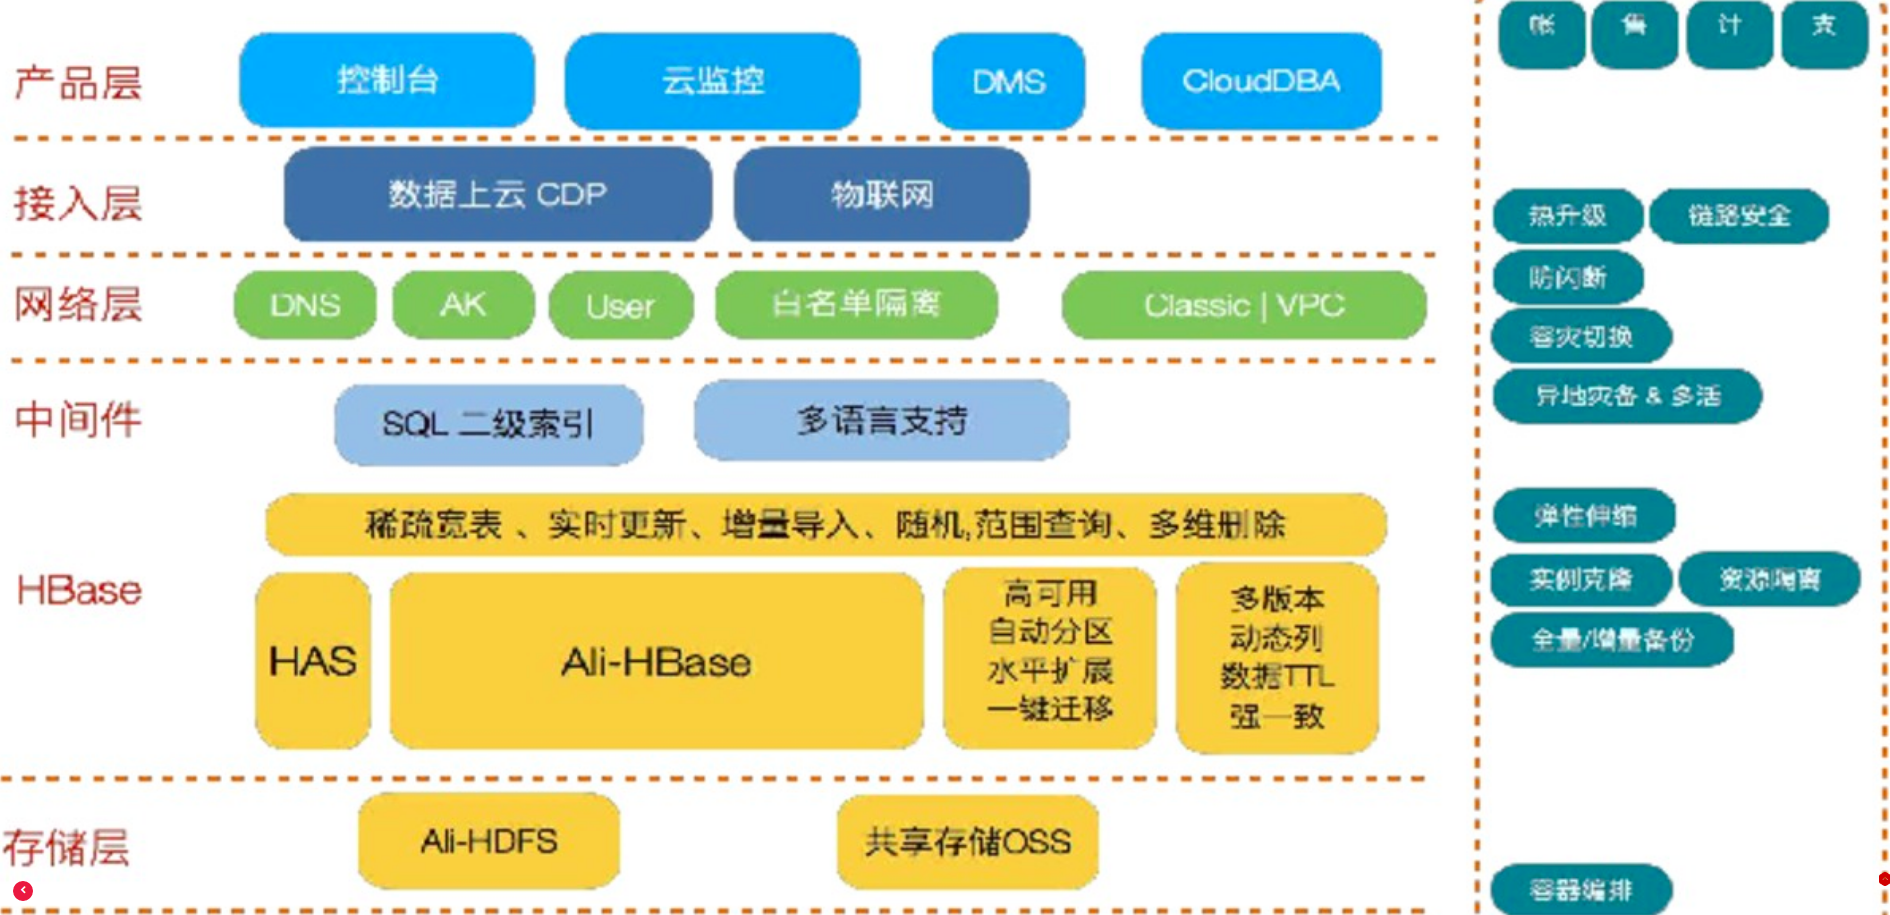 产品层
控制台
云监控
DMS
CloudDBA
接入层
数据上云 CDP
物联网
网络层
DNS
AK
User
白名单隔离
Classic | VPC
中间件
SQL 二级索引
多语言支持
HBase
稀疏宽表 、实时更新、增量导入、随机,范围查询、多维删除
HAS
Ali-HBase
高可用
自动分区
水平扩展
一键迁移
多版本
动态列
数据TTL
强一致
存储层
Ali-HDFS
共享存储OSS
帐
售
计
支
热升级
链路安全
防闪断
容灾切换
异地灾备 & 多活
弹性伸缩
实例克隆
资源隔离
全量/增量备份
容器编排